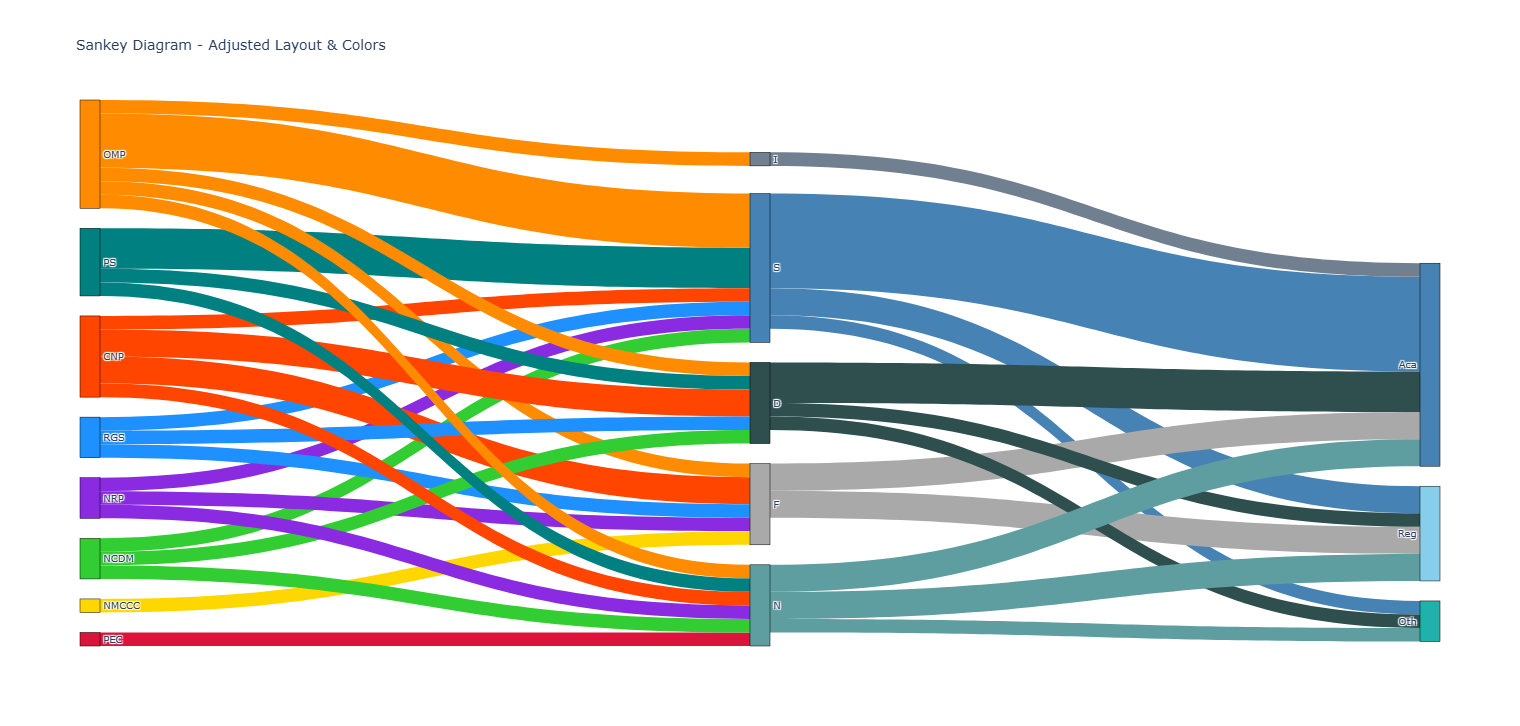 Sankey Diagram - Adjusted Layout & Colors
OMP
PS
CNP
RGS
NRP
NCDM
NMCCC
PEC
I
S
D
F
N
Aca
Reg
Oth